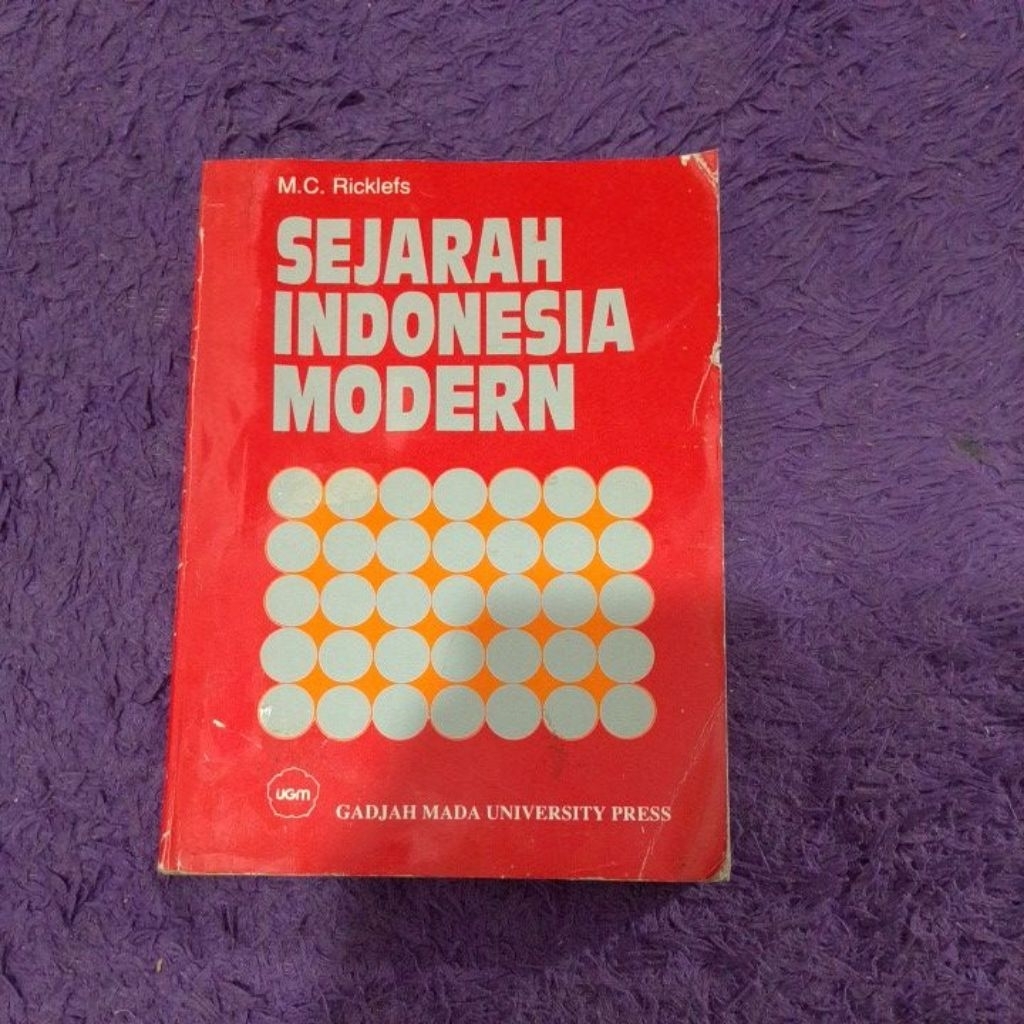 M.C. Ricklefs
SEJARAH
INDONESIA
MODERN
UGM
GADJAH MADA UNIVERSITY PRESS